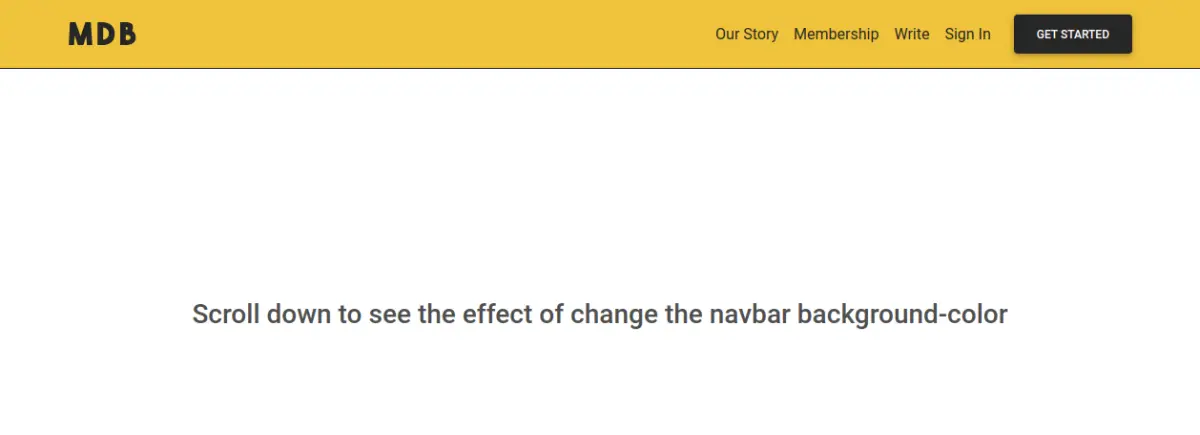 MDB
Our Story Membership Write Sign In GET STARTED
Scroll down to see the effect of change the navbar background-color